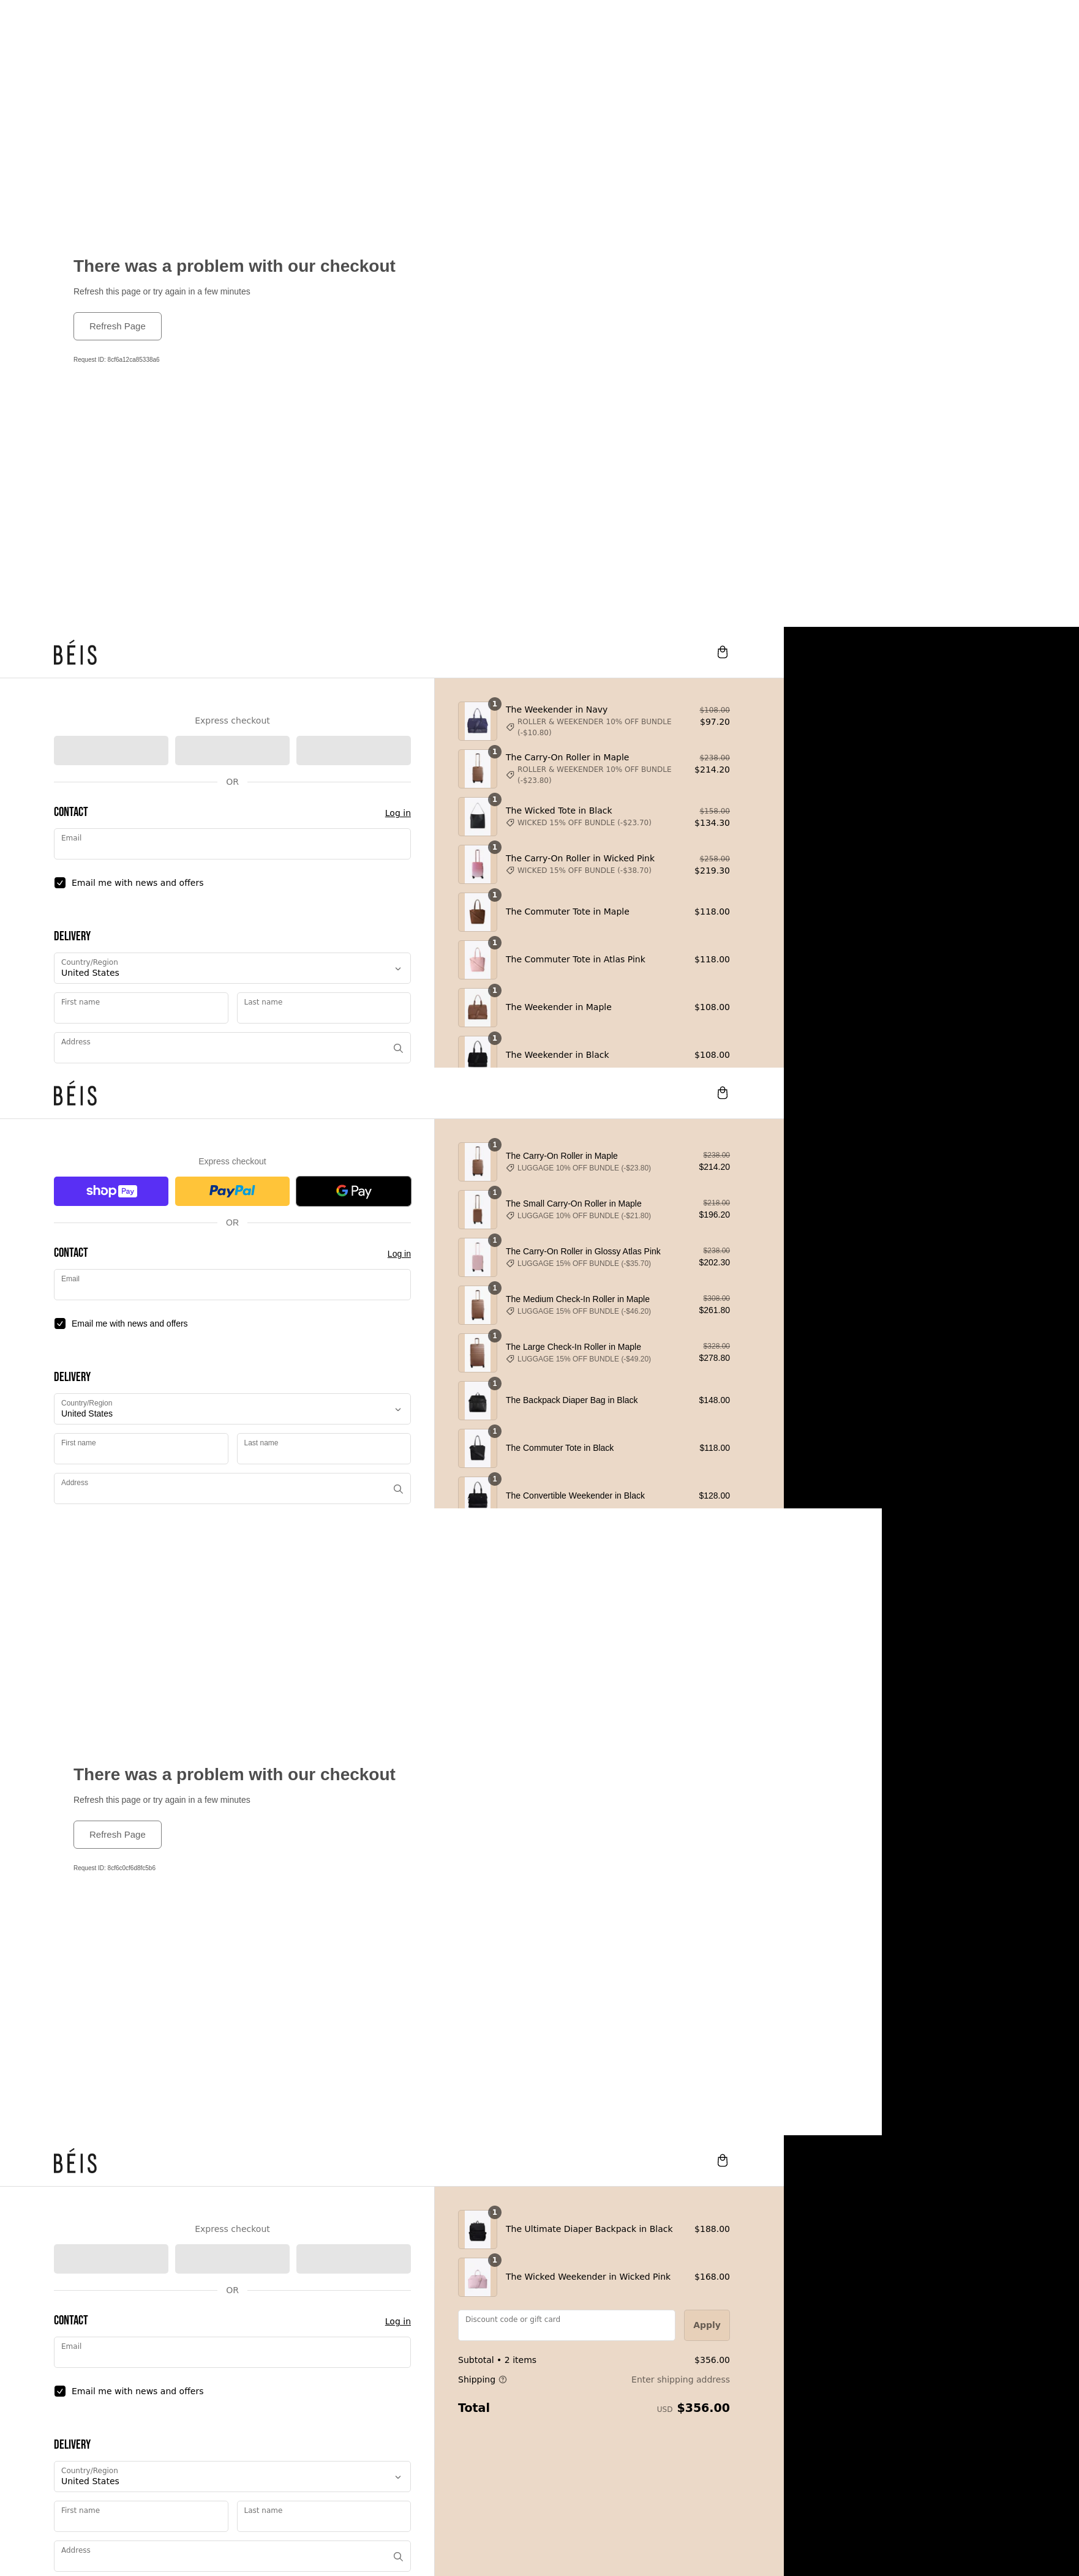 There was a problem with our checkout
Refresh this page or try again in a few minutes
Refresh Page
Request ID: 8cf6a12ca85338a6
BÉIS
Express checkout
OR
CONTACT
Log in
Email
Email me with news and offers
DELIVERY
Country/Region
United States
First name
Last name
Address
1
The Weekender in Navy
ROLLER & WEEKENDER 10% OFF BUNDLE
(-$10.80)
$108.00
$97.20
1
The Carry-On Roller in Maple
ROLLER & WEEKENDER 10% OFF BUNDLE
(-$23.80)
$238.00
$214.20
1
The Wicked Tote in Black
WICKED 15% OFF BUNDLE (-$23.70)
$158.00
$134.30
1
The Carry-On Roller in Wicked Pink
WICKED 15% OFF BUNDLE (-$38.70)
$258.00
$219.30
1
The Commuter Tote in Maple
$118.00
1
The Commuter Tote in Atlas Pink
$118.00
1
The Weekender in Maple
$108.00
1
The Weekender in Black
$108.00
BÉIS
Express checkout
shop Pay
PayPal
G Pay
OR
CONTACT
Log in
Email
Email me with news and offers
DELIVERY
Country/Region
United States
First name
Last name
Address
1
The Carry-On Roller in Maple
LUGGAGE 10% OFF BUNDLE (-$23.80)
$238.00
$214.20
1
The Small Carry-On Roller in Maple
LUGGAGE 10% OFF BUNDLE (-$21.80)
$218.00
$196.20
1
The Carry-On Roller in Glossy Atlas Pink
LUGGAGE 15% OFF BUNDLE (-$35.70)
$238.00
$202.30
1
The Medium Check-In Roller in Maple
LUGGAGE 15% OFF BUNDLE (-$46.20)
$308.00
$261.80
1
The Large Check-In Roller in Maple
LUGGAGE 15% OFF BUNDLE (-$49.20)
$328.00
$278.80
1
The Backpack Diaper Bag in Black
$148.00
1
The Commuter Tote in Black
$118.00
1
The Convertible Weekender in Black
$128.00
There was a problem with our checkout
Refresh this page or try again in a few minutes
Refresh Page
Request ID: 8cf6c0cf6d8fc5b6
BÉIS
Express checkout
OR
CONTACT
Log in
Email
Email me with news and offers
DELIVERY
Country/Region
United States
First name
Last name
Address
1
The Ultimate Diaper Backpack in Black
$188.00
1
The Wicked Weekender in Wicked Pink
$168.00
Discount code or gift card
Apply
Subtotal • 2 items
$356.00
Shipping
Enter shipping address
Total
USD $356.00